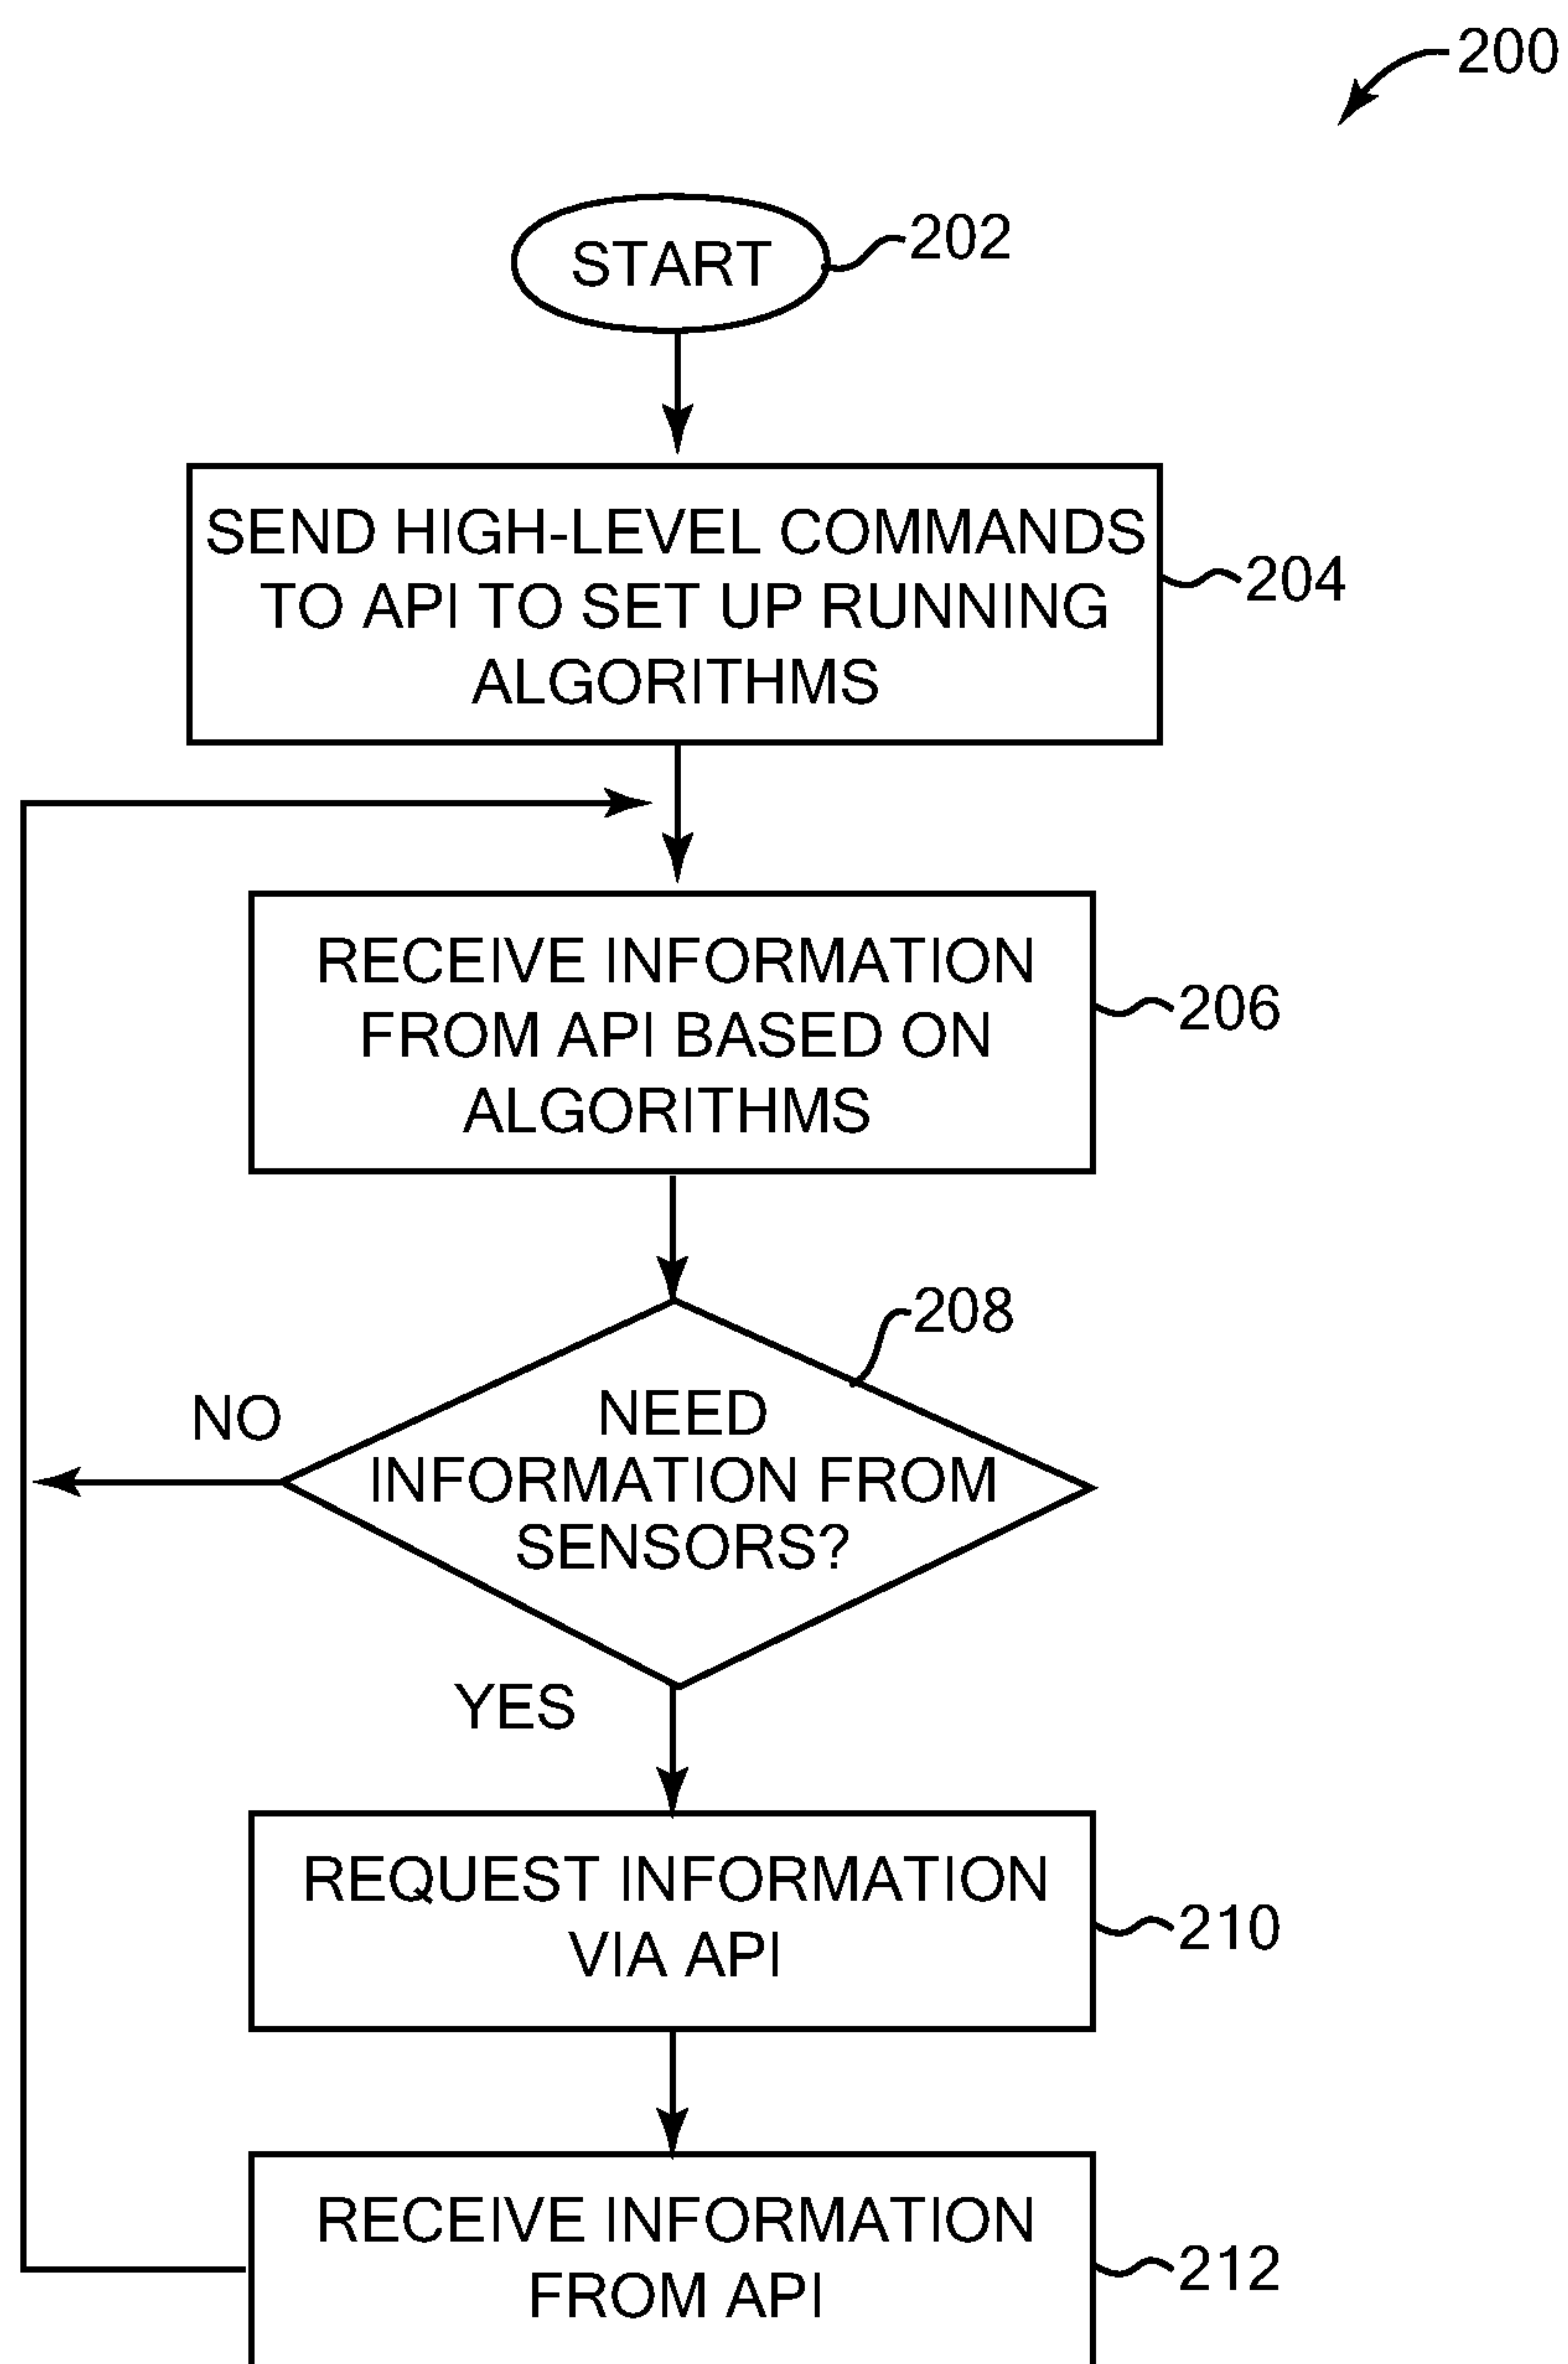 200
START
202
SEND HIGH-LEVEL COMMANDS
TO API TO SET UP RUNNING
ALGORITHMS
204
RECEIVE INFORMATION
FROM API BASED ON
ALGORITHMS
206
208
NEED
INFORMATION FROM
SENSORS?
NO
YES
REQUEST INFORMATION
VIA API
210
RECEIVE INFORMATION
FROM API
212